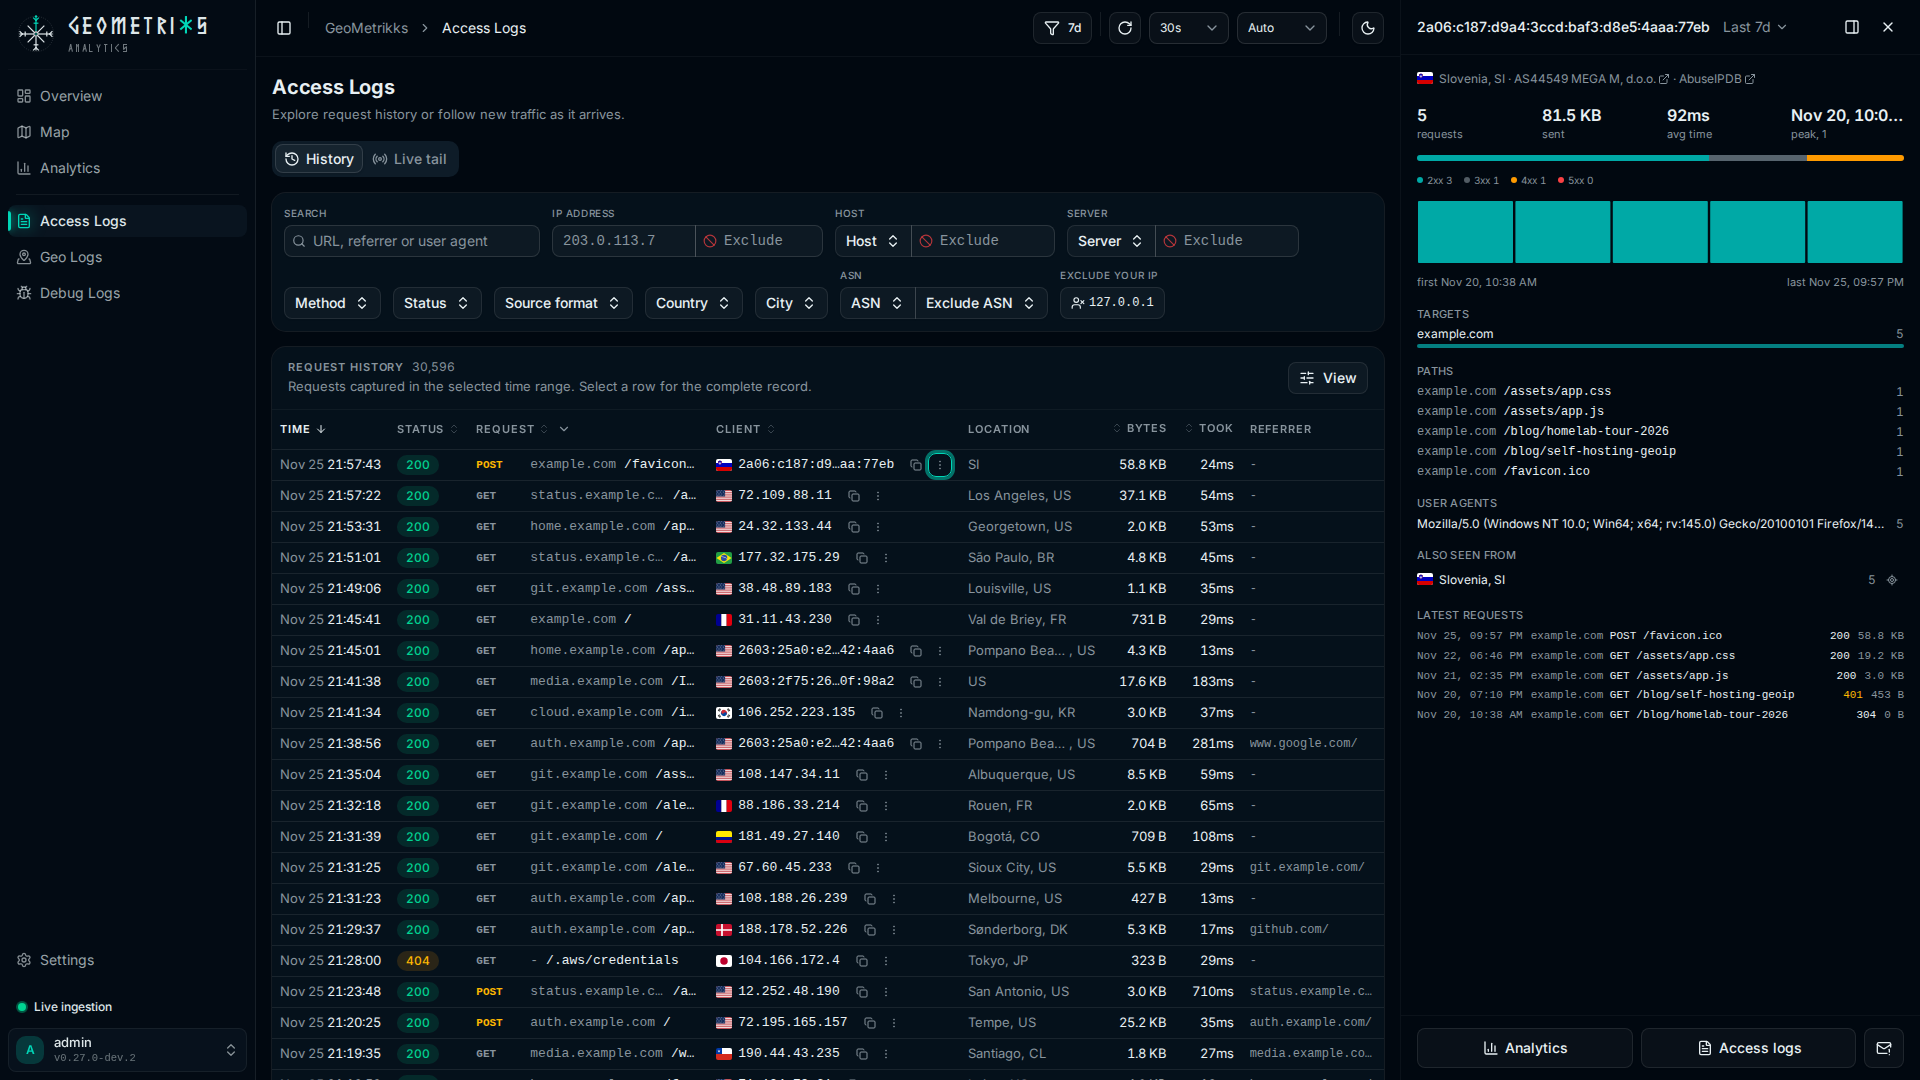 GEOMETRIKS
ANALYTICS
Overview
Map
Analytics
Access Logs
Geo Logs
Debug Logs
Settings
Live ingestion
A
admin
v0.27.0-dev.2
GeoMetrikks > Access Logs
7d
30s
Auto
Access Logs
Explore request history or follow new traffic as it arrives.
History
Live tail
SEARCH IP ADDRESS HOST SERVER
URL, referrer or user agent 203.0.113.7 Exclude Host Exclude Server Exclude
ASN EXCLUDE YOUR IP
Method Status Source format Country City ASN Exclude ASN 127.0.0.1
REQUEST HISTORY 30,596
Requests captured in the selected time range. Select a row for the complete record.
View
TIME STATUS REQUEST CLIENT LOCATION BYTES TOOK REFERRER
Nov 25 21:57:43 200 POST example.com /favicon… 2a06:c187:d9…aa:77eb SI 58.8 KB 24ms -
Nov 25 21:57:22 200 GET status.example.c… /a… 72.109.88.11 Los Angeles, US 37.1 KB 54ms -
Nov 25 21:53:31 200 GET home.example.com /ap… 24.32.133.44 Georgetown, US 2.0 KB 53ms -
Nov 25 21:51:01 200 GET status.example.c… /a… 177.32.175.29 São Paulo, BR 4.8 KB 45ms -
Nov 25 21:49:06 200 GET git.example.com /ass… 38.48.89.183 Louisville, US 1.1 KB 35ms -
Nov 25 21:45:41 200 GET example.com / 31.11.43.230 Val de Briey, FR 731 B 29ms -
Nov 25 21:45:01 200 GET home.example.com /ap… 2603:25a0:e2…42:4aa6 Pompano Bea… , US 4.3 KB 13ms -
Nov 25 21:41:38 200 GET media.example.com /I… 2603:2f75:26…0f:98a2 US 17.6 KB 183ms -
Nov 25 21:41:34 200 GET cloud.example.com /i… 106.252.223.135 Namdong-gu, KR 3.0 KB 37ms -
Nov 25 21:38:56 200 GET auth.example.com /ap… 2603:25a0:e2…42:4aa6 Pompano Bea… , US 704 B 281ms www.google.com/
Nov 25 21:35:04 200 GET git.example.com /ass… 108.147.34.11 Albuquerque, US 8.5 KB 59ms -
Nov 25 21:32:18 200 GET git.example.com /ale… 88.186.33.214 Rouen, FR 2.0 KB 65ms -
Nov 25 21:31:39 200 GET git.example.com / 181.49.27.140 Bogotá, CO 709 B 108ms -
Nov 25 21:31:25 200 GET git.example.com /ale… 67.60.45.233 Sioux City, US 5.5 KB 29ms git.example.com/
Nov 25 21:31:23 200 GET auth.example.com /ap… 108.188.26.239 Melbourne, US 427 B 13ms -
Nov 25 21:29:37 200 GET auth.example.com /ap… 188.178.52.226 Sønderborg, DK 5.3 KB 17ms github.com/
Nov 25 21:28:00 404 GET - /.aws/credentials 104.166.172.4 Tokyo, JP 323 B 29ms -
Nov 25 21:23:48 200 POST status.example.c… /a… 12.252.48.190 San Antonio, US 3.0 KB 710ms status.example.c…
Nov 25 21:20:25 200 POST auth.example.com / 72.195.165.157 Tempe, US 25.2 KB 35ms auth.example.com/
Nov 25 21:19:35 200 GET media.example.com /w… 190.44.43.235 Santiago, CL 1.8 KB 27ms media.example.co…
2a06:c187:d9a4:3ccd:baf3:d8e5:4aaa:77eb Last 7d
Slovenia, SI · AS44549 MEGA M, d.o.o. · AbuseIPDB
5 81.5 KB 92ms Nov 20, 10:0…
requests sent avg time peak, 1
2xx 3 3xx 1 4xx 1 5xx 0
first Nov 20, 10:38 AM last Nov 25, 09:57 PM
TARGETS
example.com 5
PATHS
example.com /assets/app.css 1
example.com /assets/app.js 1
example.com /blog/homelab-tour-2026 1
example.com /blog/self-hosting-geoip 1
example.com /favicon.ico 1
USER AGENTS
Mozilla/5.0 (Windows NT 10.0; Win64; x64; rv:145.0) Gecko/20100101 Firefox/14… 5
ALSO SEEN FROM
Slovenia, SI 5
LATEST REQUESTS
Nov 25, 09:57 PM example.com POST /favicon.ico 200 58.8 KB
Nov 22, 06:46 PM example.com GET /assets/app.css 200 19.2 KB
Nov 21, 02:35 PM example.com GET /assets/app.js 200 3.0 KB
Nov 20, 07:10 PM example.com GET /blog/self-hosting-geoip 401 453 B
Nov 20, 10:38 AM example.com GET /blog/homelab-tour-2026 304 0 B
Analytics
Access logs